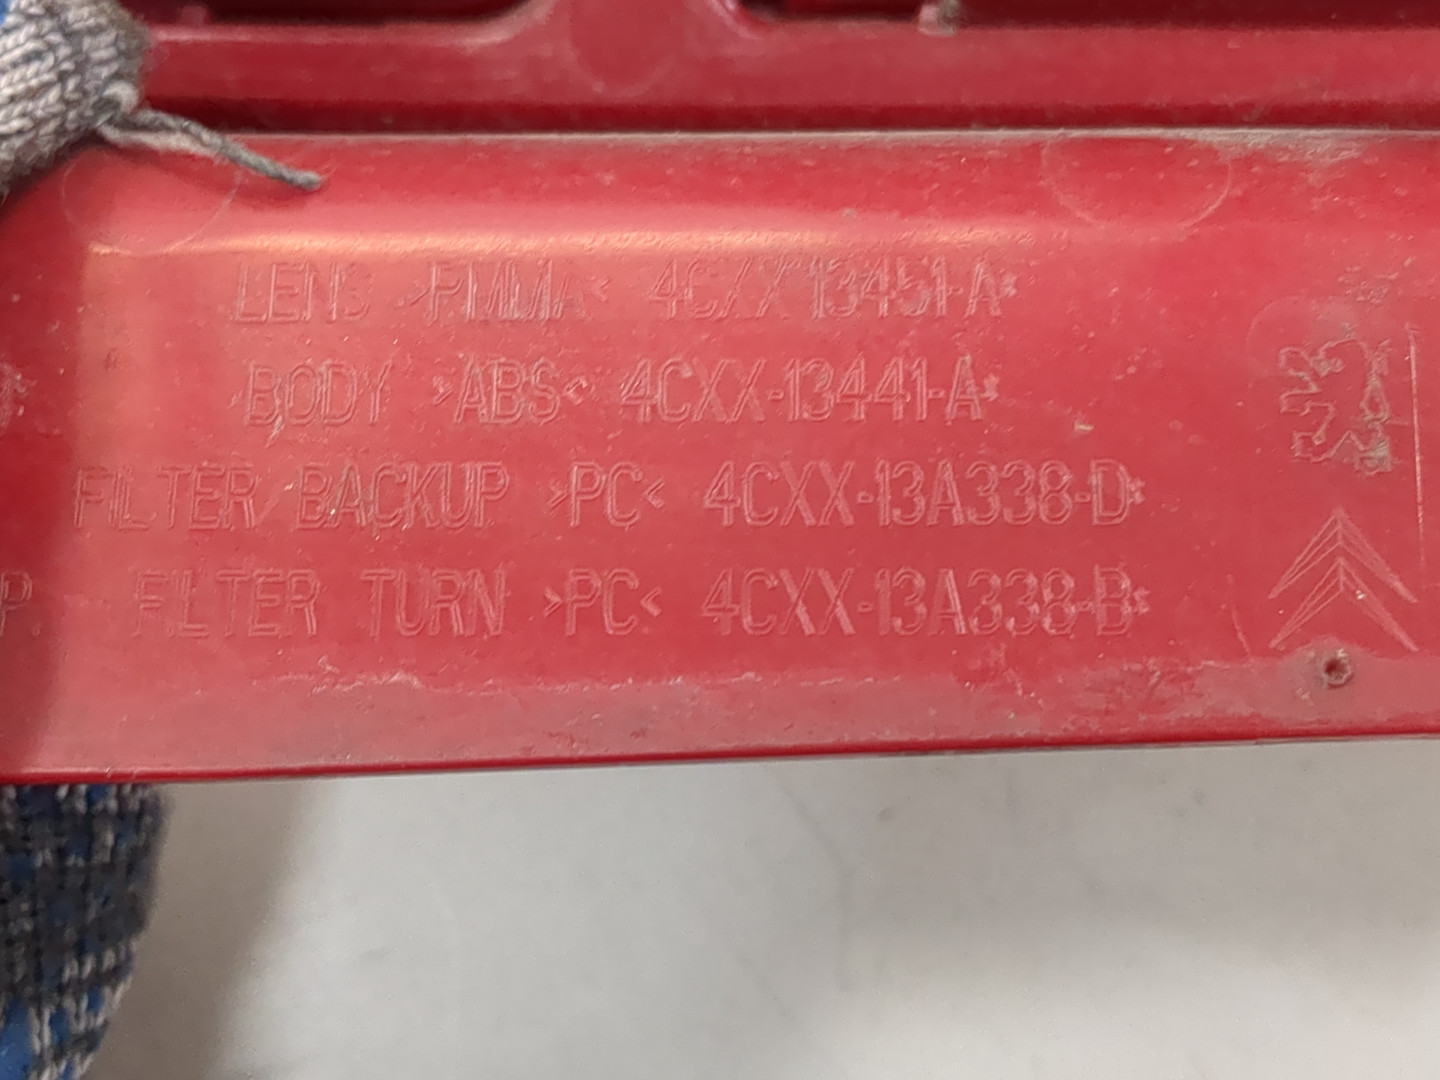 LENS >PMMA< 4CXX-13451-A*
BODY >ABS< 4CXX-13441-A*
FILTER BACKUP >PC< 4CXX-13A338-D*
FILTER TURN >PC< 4CXX-13A338-B*